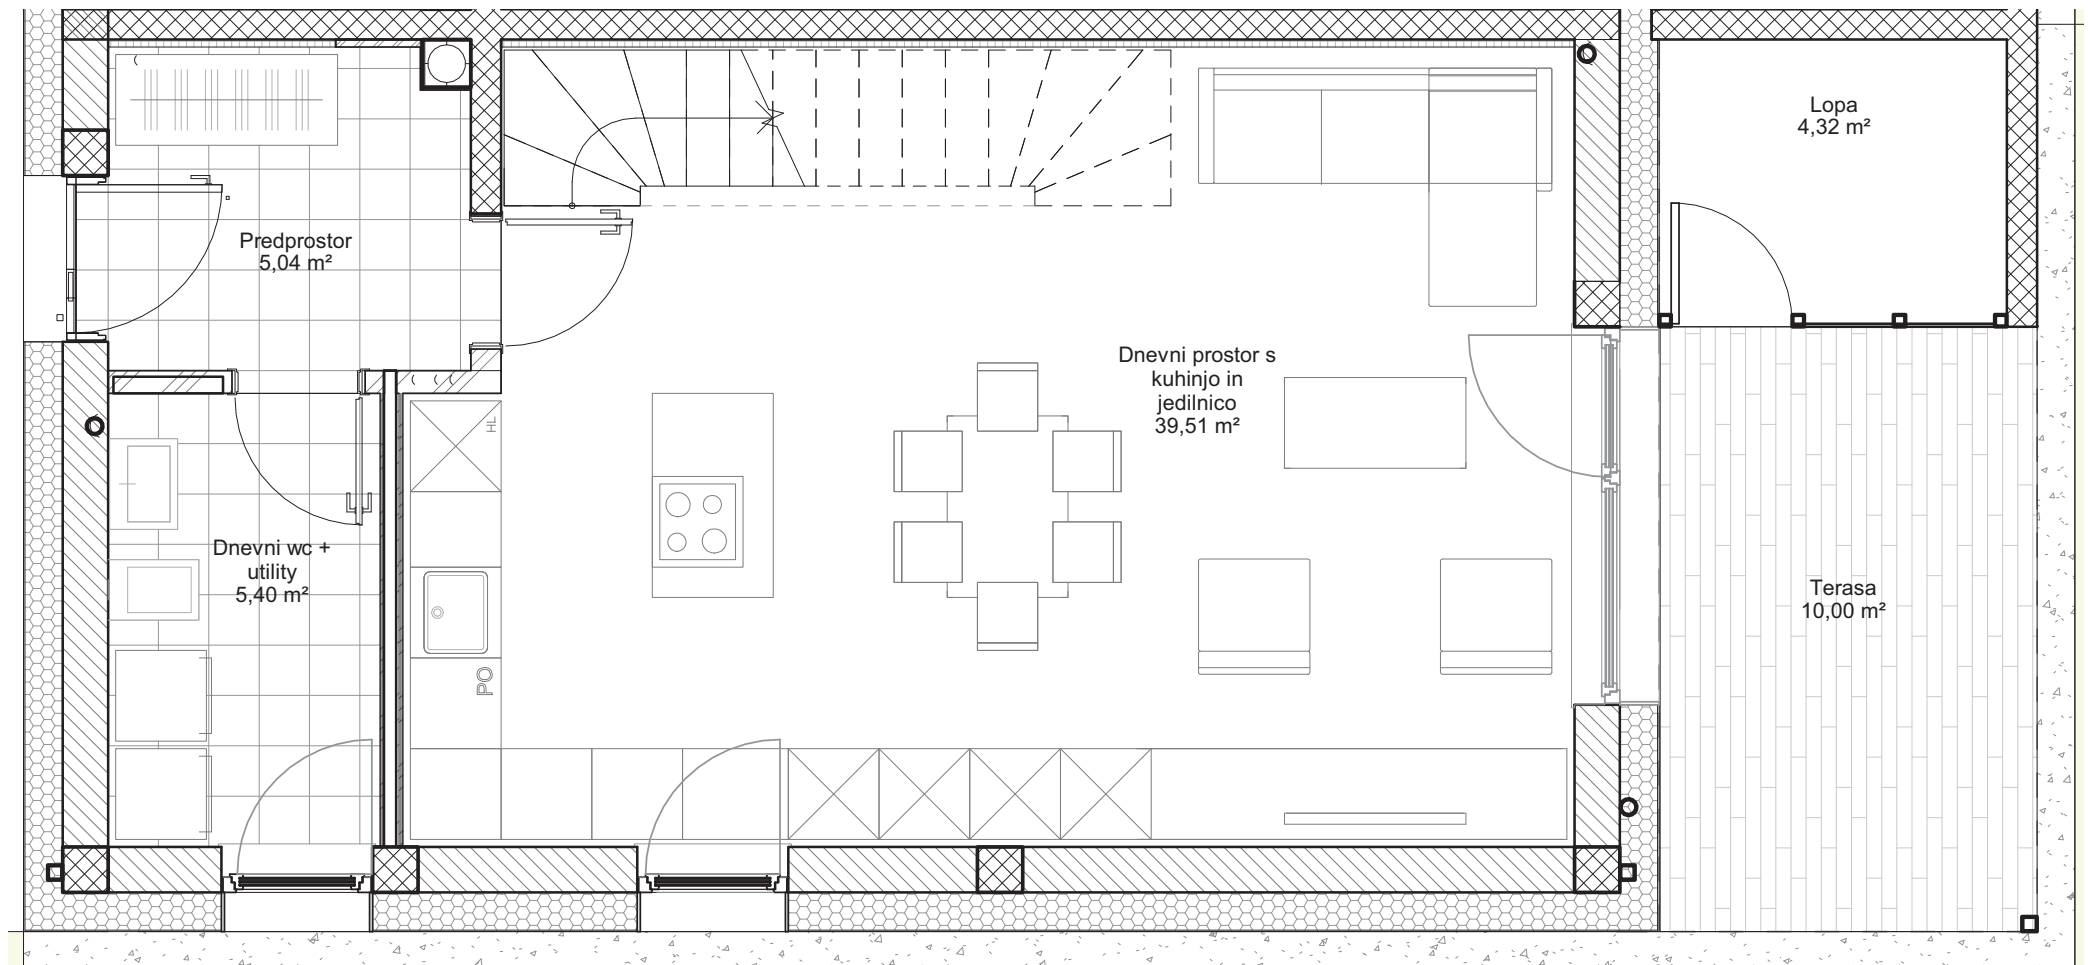 Lopa
4,32 m²
Predprostor
5,04 m²
Dnevni prostor s
kuhinjo in
jedilnico
39,51 m²
HL
Dnevni wc +
utility
5,40 m²
Terasa
10,00 m²
PO